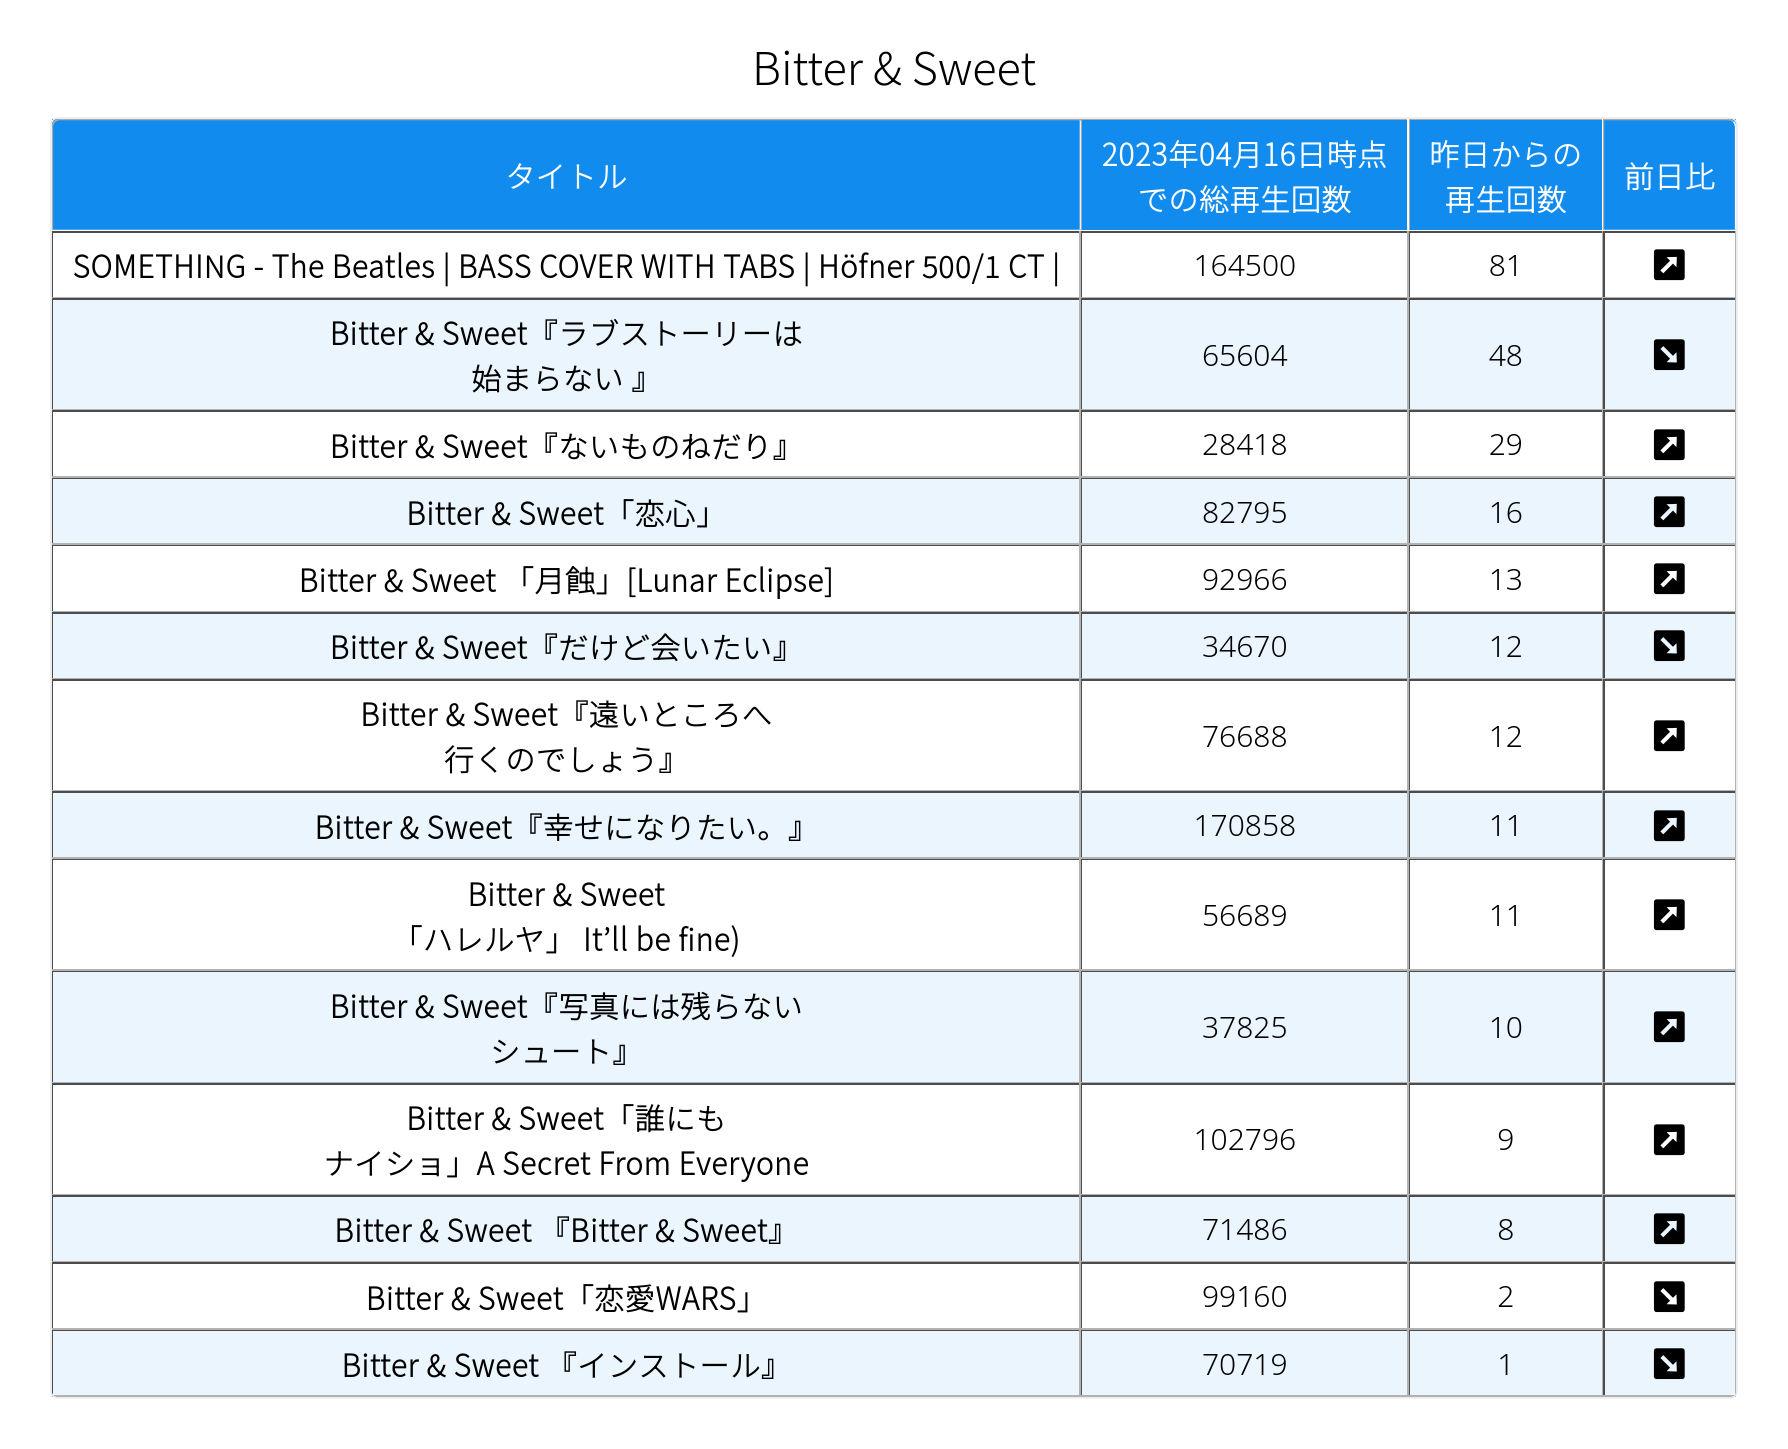 Bitter & Sweet
タイトル
2023年04月16日時点
での総再生回数
昨日からの
再生回数
前日比
SOMETHING - The Beatles | BASS COVER WITH TABS | Höfner 500/1 CT |
164500
81
Bitter & Sweet『ラブストーリーは
始まらない 』
65604
48
Bitter & Sweet『ないものねだり』
28418
29
Bitter & Sweet「恋心」
82795
16
Bitter & Sweet 「月蝕」[Lunar Eclipse]
92966
13
Bitter & Sweet『だけど会いたい』
34670
12
Bitter & Sweet『遠いところへ
行くのでしょう』
76688
12
Bitter & Sweet『幸せになりたい。』
170858
11
Bitter & Sweet
「ハレルヤ」 It’ll be fine)
56689
11
Bitter & Sweet『写真には残らない
シュート』
37825
10
Bitter & Sweet「誰にも
ナイショ」A Secret From Everyone
102796
9
Bitter & Sweet 『Bitter & Sweet』
71486
8
Bitter & Sweet「恋愛WARS」
99160
2
Bitter & Sweet 『インストール』
70719
1